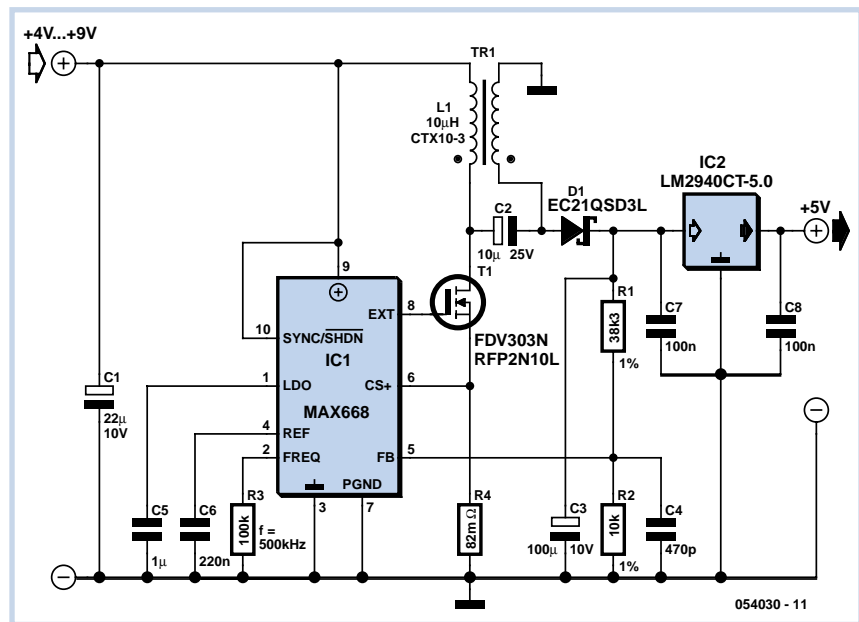 +4V...+9V
TR1
L1
10µH
CTX10-3
IC2
LM2940CT-5.0
D1
EC21QSD3L
+5V
C2
10µ
25V
T1
9
EXT
8
10
SYNC/SHDN
IC1
FDV303N
RFP2N10L
R1
38k3
1%
C7
100n
C8
100n
C1
22µ
10V
1
LDO
CS+
6
MAX668
4
REF
2
FREQ
FB
5
PGND
3
7
C5
1µ
C6
220n
R3
100k
f =
500kHz
R4
82m Ω
C3
100µ
10V
R2
10k
1%
C4
470p
054030 - 11